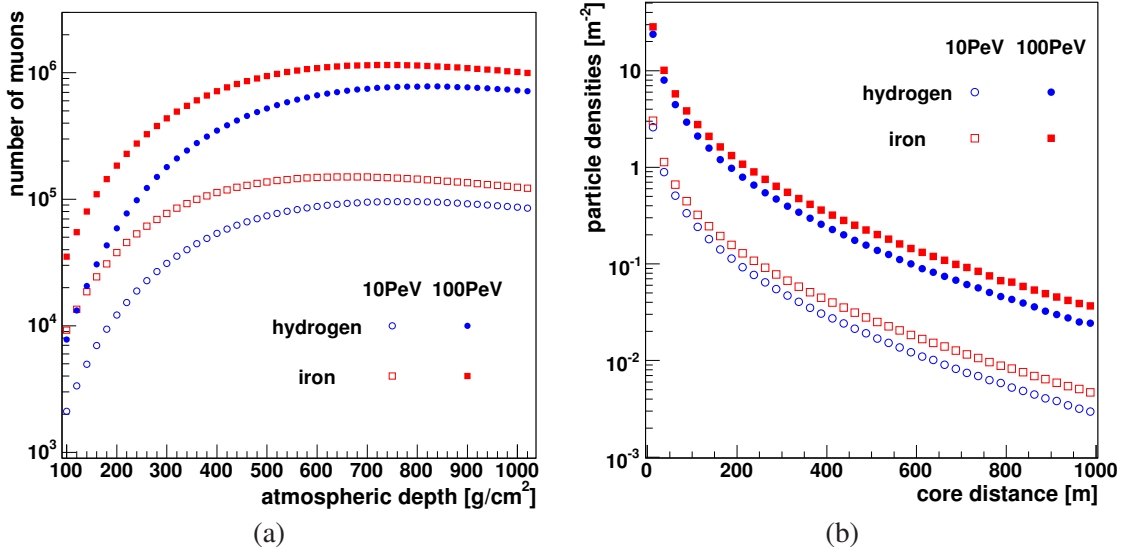 number of muons
10⁶
10⁵
10⁴
10³
10PeV 100PeV
hydrogen
iron
100 200 300 400 500 600 700 800 900 1000
atmospheric depth [g/cm²]
(a)
particle densities [m⁻²]
10
1
10⁻¹
10⁻²
10⁻³
10PeV 100PeV
hydrogen
iron
0 200 400 600 800 1000
core distance [m]
(b)